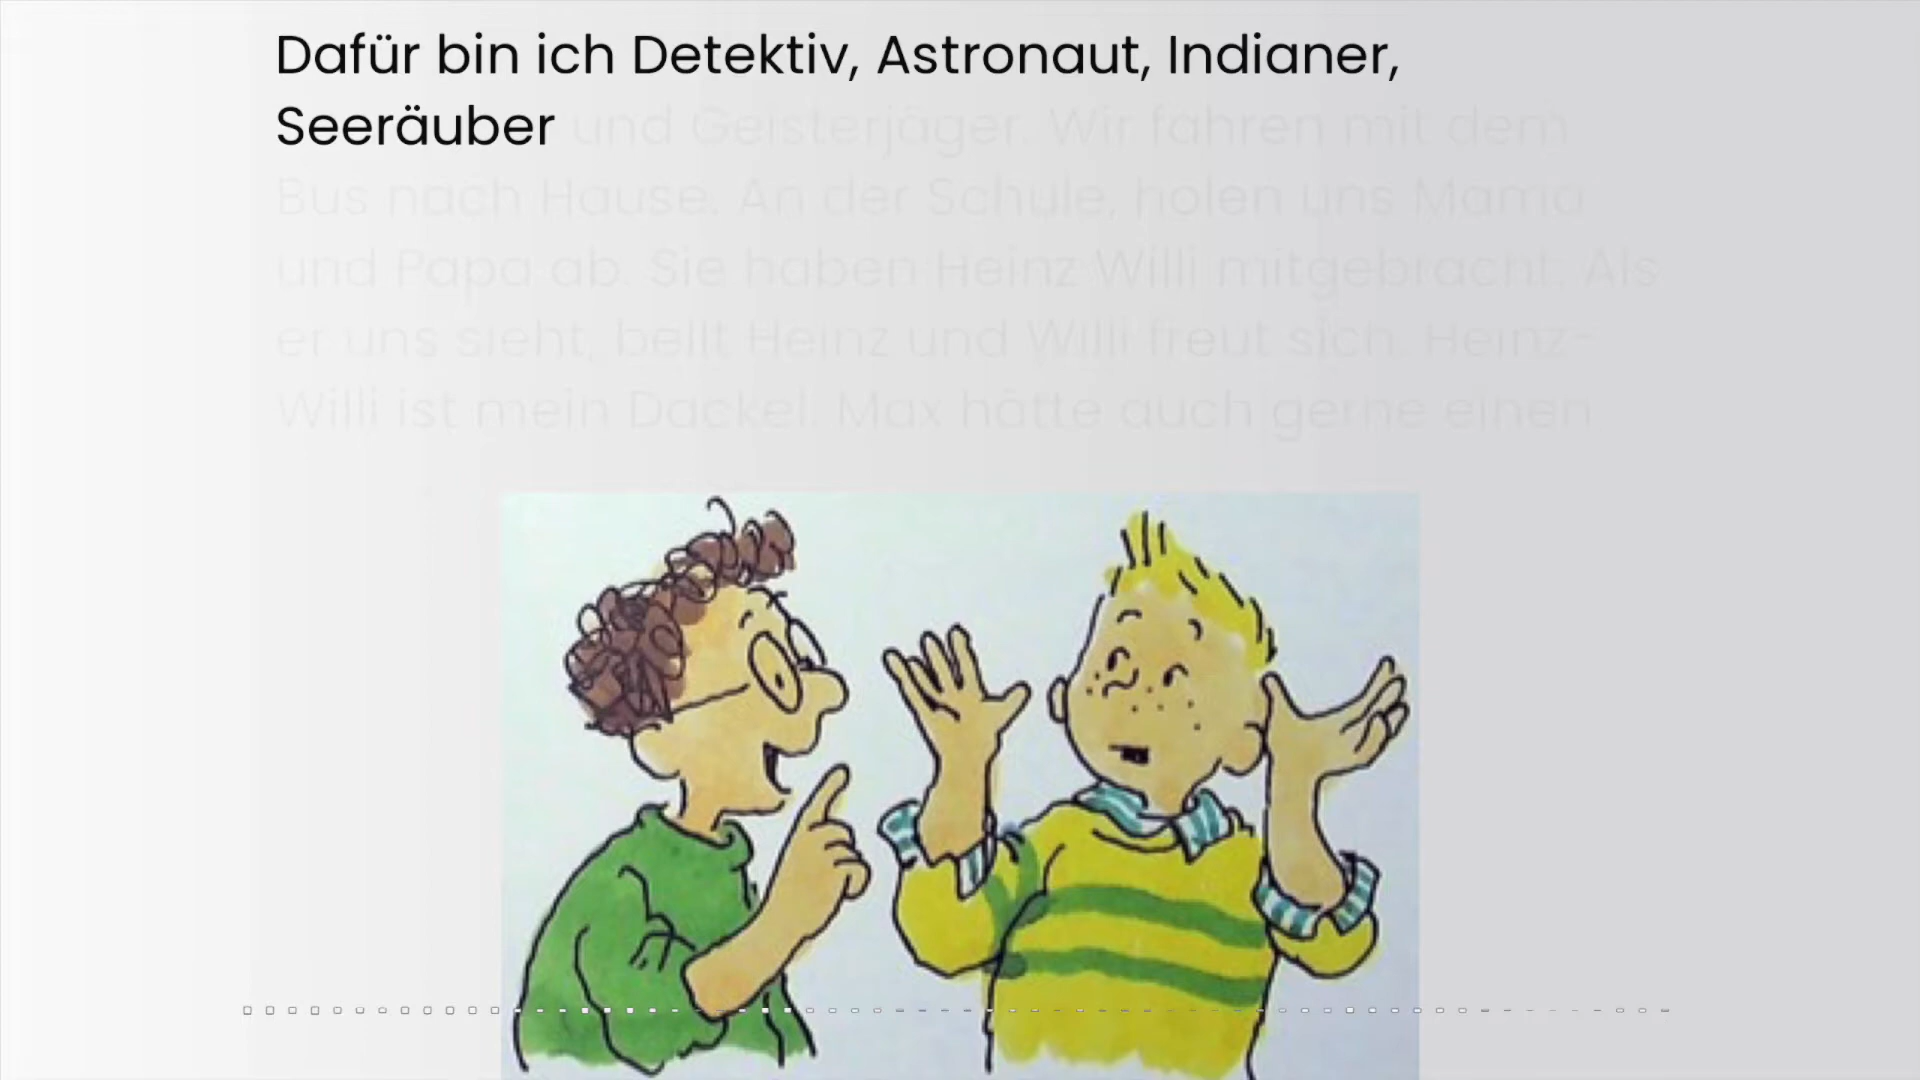 Dafür bin ich Detektiv, Astronaut, Indianer,
Seeräuber und Geisterjäger. Wir fahren mit dem
Bus nach Hause. An der Schule, holen uns Mama
und Papa ab. Sie haben Heinz Willi mitgebracht. Als
er uns sieht, bellt Heinz und Willi freut sich. Heinz-
Willi ist mein Dackel. Max hätte auch gerne einen